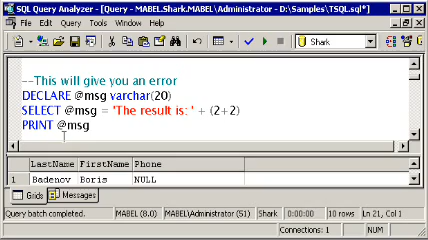 SQL Query Analyzer - [Query - MABEL.Shark.MABEL\Administrator - D:\Samples\TSQL.sql*]
File Edit Query Tools Window Help
Shark
--This will give you an error
DECLARE @msg varchar(20)
SELECT @msg = 'The result is: ' + (2+2)
PRINT @msg
LastName FirstName Phone
1 Badenov Boris NULL
Grids Messages
Query batch completed. MABEL (8.0) MABEL\Administrator (51) Shark 0:00:00 10 rows Ln 21, Col 1
Connections: 1 NUM